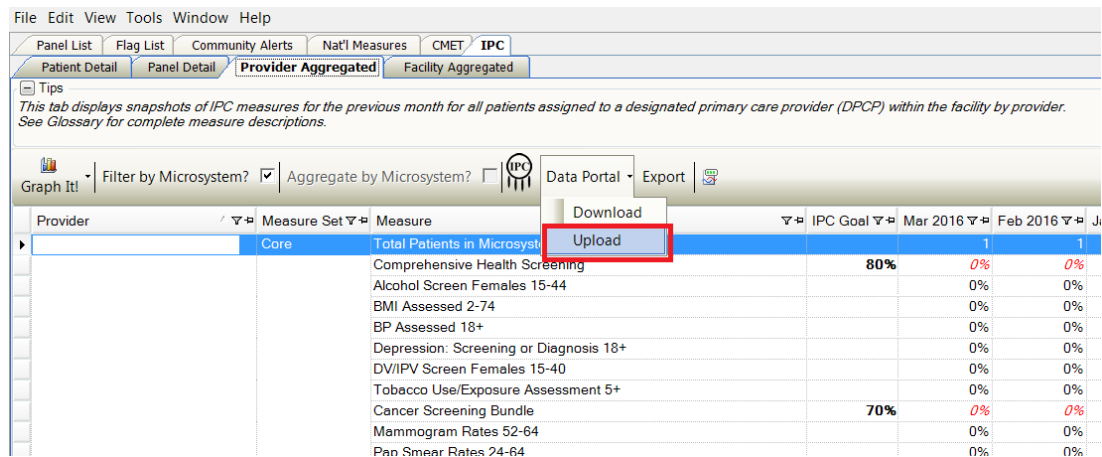 File Edit View Tools Window Help
Panel List Flag List Community Alerts Nat'l Measures CMET IPC
Patient Detail Panel Detail Provider Aggregated Facility Aggregated
Tips
This tab displays snapshots of IPC measures for the previous month for all patients assigned to a designated primary care provider (DPCP) within the facility by provider.
See Glossary for complete measure descriptions.
Graph It! Filter by Microsystem? Aggregate by Microsystem? IPC Data Portal Export
Download
Upload
Provider Measure Set Measure IPC Goal Mar 2016 Feb 2016
Core Total Patients in 1 1
Comprehensive Health Screening 80% 0% 0%
Alcohol Screen Females 15-44 0% 0%
BMI Assessed 2-74 0% 0%
BP Assessed 18+ 0% 0%
Depression: Screening or Diagnosis 18+ 0% 0%
DV/IPV Screen Females 15-40 0% 0%
Tobacco Use/Exposure Assessment 5+ 0% 0%
Cancer Screening Bundle 70% 0% 0%
Mammogram Rates 52-64 0% 0%
Pap Smear Rates 24-64 0% 0%